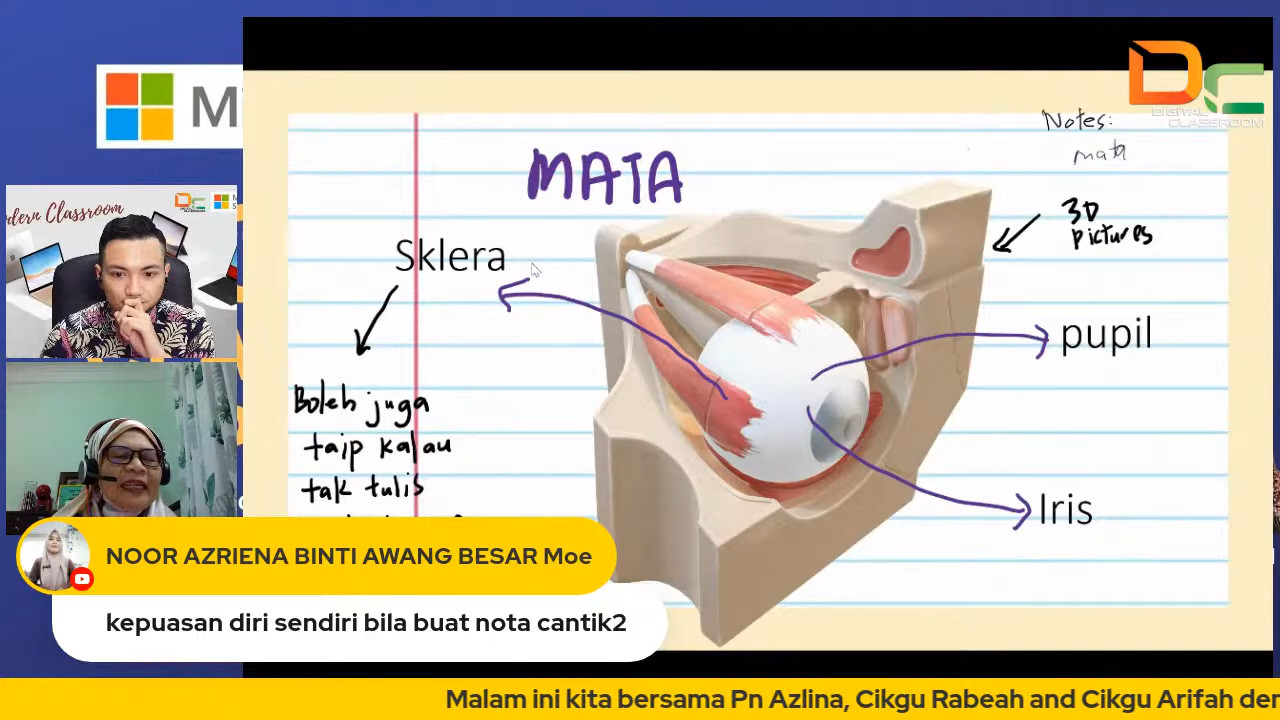 DC
DIGITAL
CLASSROOM
Notes:
mata
MATA
3D
pictures
Sklera
pupil
Boleh juga
taip kalau
tak tulis
Iris
NOOR AZRIENA BINTI AWANG BESAR Moe
kepuasan diri sendiri bila buat nota cantik2
Malam ini kita bersama Pn Azlina, Cikgu Rabeah and Cikgu Arifah der